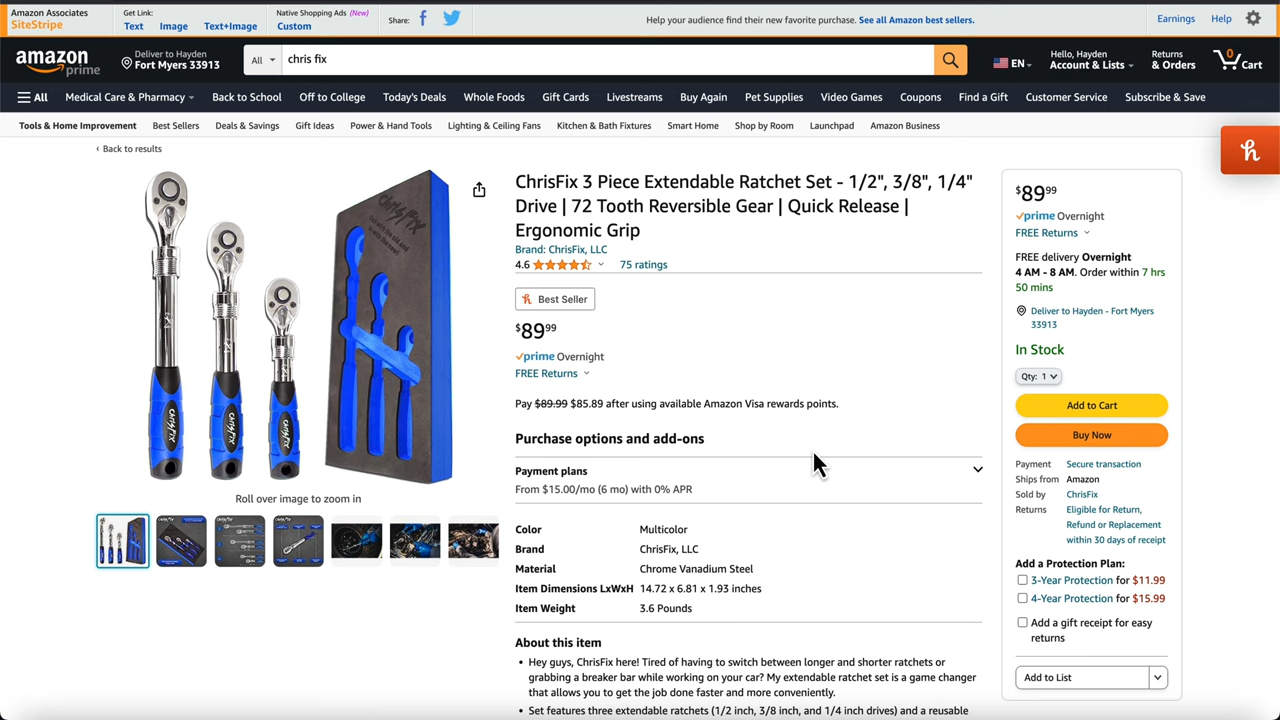 Amazon Associates
SiteStripe
Get Link:
Text Image Text+Image
Native Shopping Ads (New)
Custom
Share:
Help your audience find their new favorite purchase. See all Amazon best sellers.
Earnings Help
amazon
prime
Deliver to Hayden
Fort Myers 33913
All
chris fix
EN
Hello, Hayden
Account & Lists
Returns
& Orders
0
Cart
All Medical Care & Pharmacy Back to School Off to College Today's Deals Whole Foods Gift Cards Livestreams Buy Again Pet Supplies Video Games Coupons Find a Gift Customer Service Subscribe & Save
Tools & Home Improvement Best Sellers Deals & Savings Gift Ideas Power & Hand Tools Lighting & Ceiling Fans Kitchen & Bath Fixtures Smart Home Shop by Room Launchpad Amazon Business
‹ Back to results
h
CHRISFIX
CHRISFIX
CHRISFIX
ChrisFix
Roll over image to zoom in
ChrisFix 3 Piece Extendable Ratchet Set - 1/2", 3/8", 1/4"
Drive | 72 Tooth Reversible Gear | Quick Release |
Ergonomic Grip
Brand: ChrisFix, LLC
4.6 75 ratings
h Best Seller
$89⁹⁹
prime Overnight
FREE Returns
Pay $89.99 $85.89 after using available Amazon Visa rewards points.
Purchase options and add-ons
Payment plans
From $15.00/mo (6 mo) with 0% APR
Color Multicolor
Brand ChrisFix, LLC
Material Chrome Vanadium Steel
Item Dimensions LxWxH 14.72 x 6.81 x 1.93 inches
Item Weight 3.6 Pounds
About this item
• Hey guys, ChrisFix here! Tired of having to switch between longer and shorter ratchets or
grabbing a breaker bar while working on your car? My extendable ratchet set is a game changer
that allows you to get the job done faster and more conveniently.
• Set features three extendable ratchets (1/2 inch, 3/8 inch, and 1/4 inch drives) and a reusable
$89⁹⁹
prime Overnight
FREE Returns
FREE delivery Overnight
4 AM - 8 AM. Order within 7 hrs
50 mins
Deliver to Hayden - Fort Myers
33913
In Stock
Qty: 1
Add to Cart
Buy Now
Payment Secure transaction
Ships from Amazon
Sold by ChrisFix
Returns Eligible for Return,
Refund or Replacement
within 30 days of receipt
Add a Protection Plan:
3-Year Protection for $11.99
4-Year Protection for $15.99
Add a gift receipt for easy
returns
Add to List